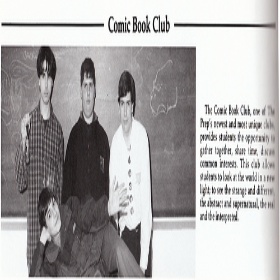 Comic Book Club
The Comic Book Club, one of The
Prep's newest and most unique clubs,
provides students the opportunity to
gather together, share time, discuss
common interests. This club allows
students to look at the world in a new
light: to see the strange and different,
the abstract and supernatural, the real
and the interpreted.